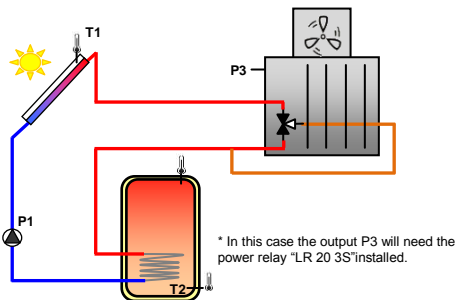 T1
P3
P1
* In this case the output P3 will need the
power relay “LR 20 3S”installed.
T2